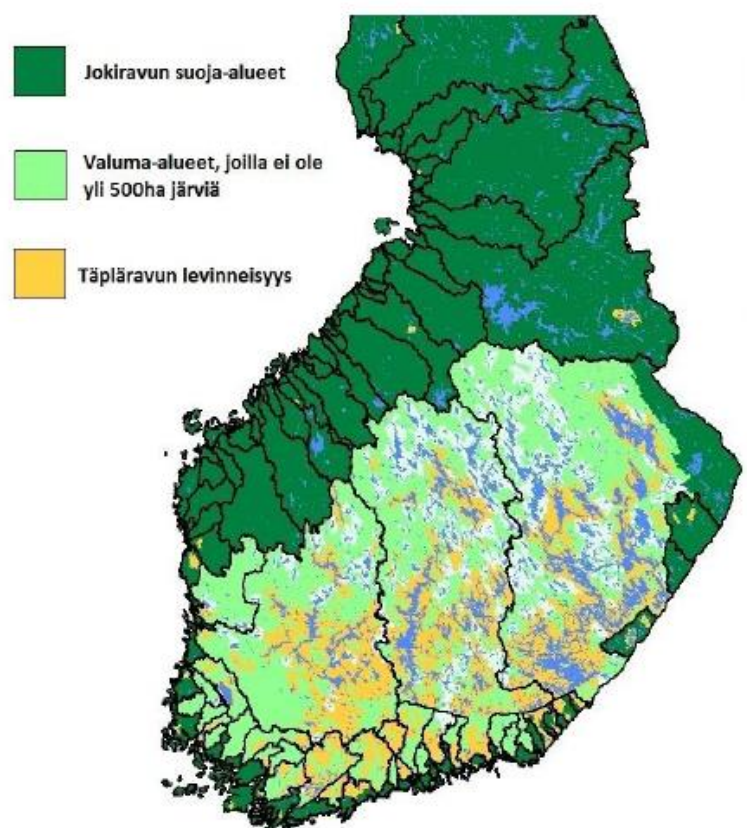 Jokiravun suoja-alueet
Valuma-alueet, joilla ei ole
yli 500ha järviä
Täpläravun levinneisyys